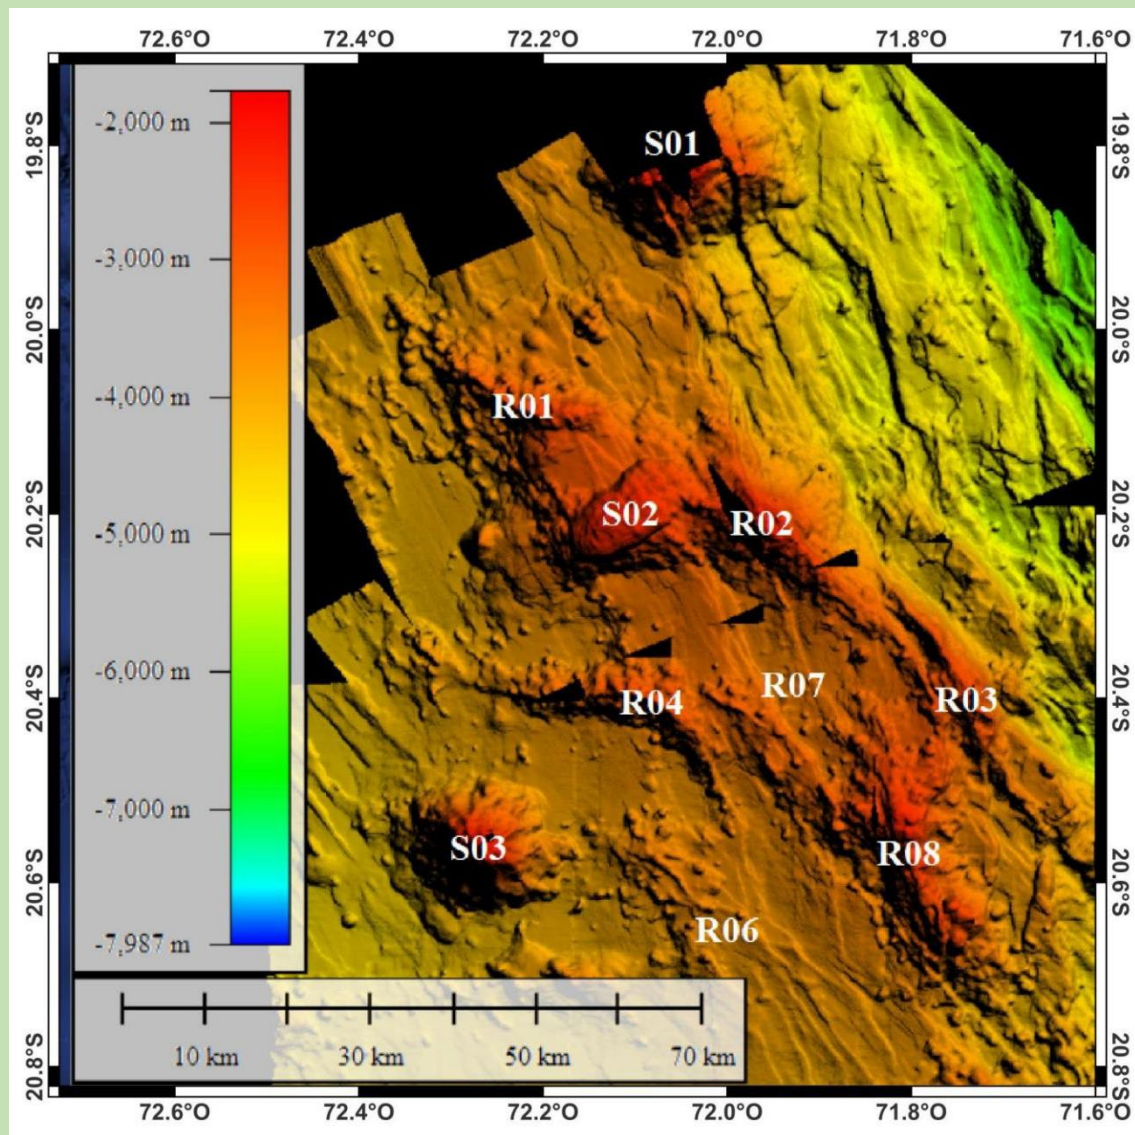 72.6°O 72.4°O 72.2°O 72.0°O 71.8°O 71.6°O
-2,000 m
-3,000 m
-4,000 m
-5,000 m
-6,000 m
-7,000 m
-7,987 m
19.8°S
20.0°S
20.2°S
20.4°S
20.6°S
20.8°S
S01
R01
S02
R02
R07
R04
R03
S03
R08
R06
19.8°S
20.0°S
20.2°S
20.4°S
20.6°S
20.8°S
10 km 30 km 50 km 70 km
72.6°O 72.4°O 72.2°O 72.0°O 71.8°O 71.6°O